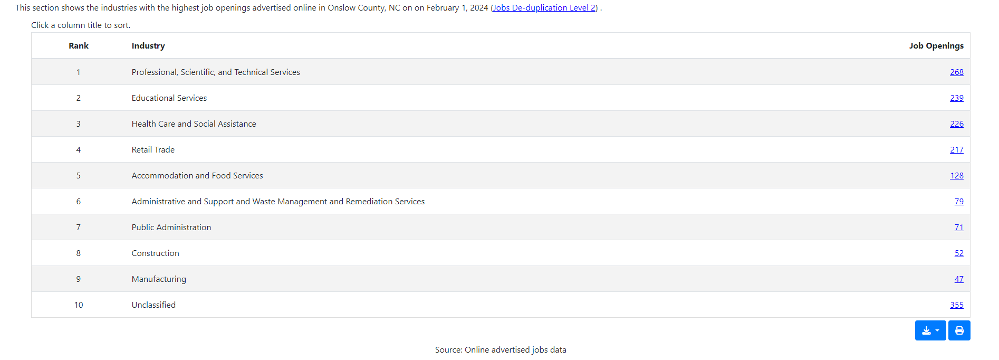 This section shows the industries with the highest job openings advertised online in Onslow County, NC on on February 1, 2024 (Jobs De-duplication Level 2) .
Click a column title to sort.
Rank Industry Job Openings
1 Professional, Scientific, and Technical Services 268
2 Educational Services 239
3 Health Care and Social Assistance 226
4 Retail Trade 217
5 Accommodation and Food Services 128
6 Administrative and Support and Waste Management and Remediation Services 79
7 Public Administration 71
8 Construction 52
9 Manufacturing 47
10 Unclassified 355
Source: Online advertised jobs data